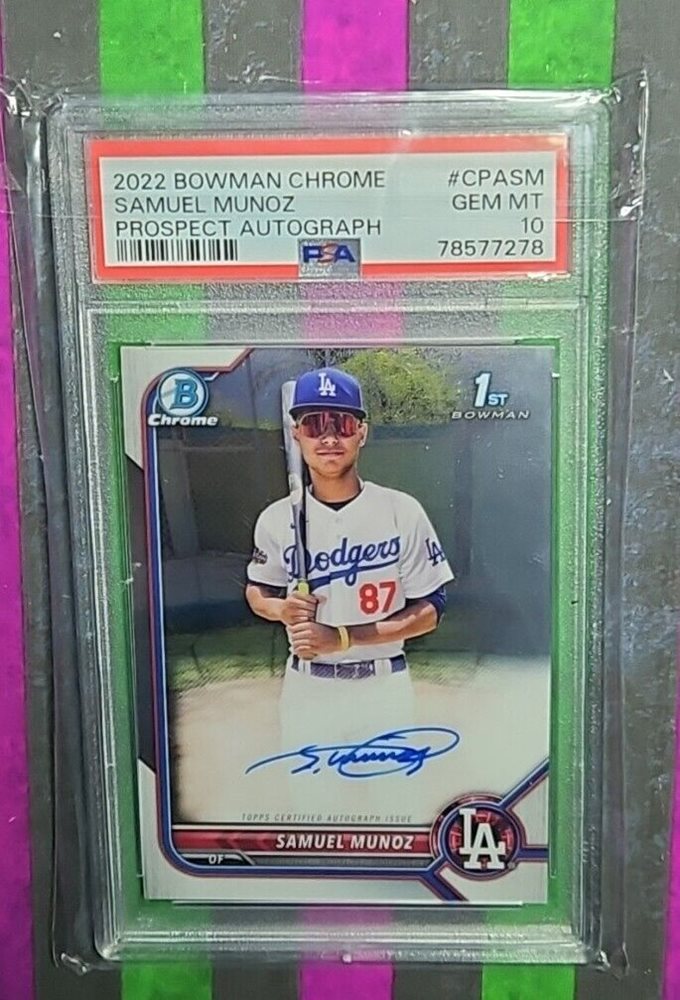 2022 BOWMAN CHROME #CPASM
SAMUEL MUNOZ GEM MT
PROSPECT AUTOGRAPH 10
PSA 78577278
B
Chrome
1ST
BOWMAN
LA
Dodgers
LA
87
S. Munoz
TOPPS CERTIFIED AUTOGRAPH ISSUE
SAMUEL MUNOZ
OF
LA